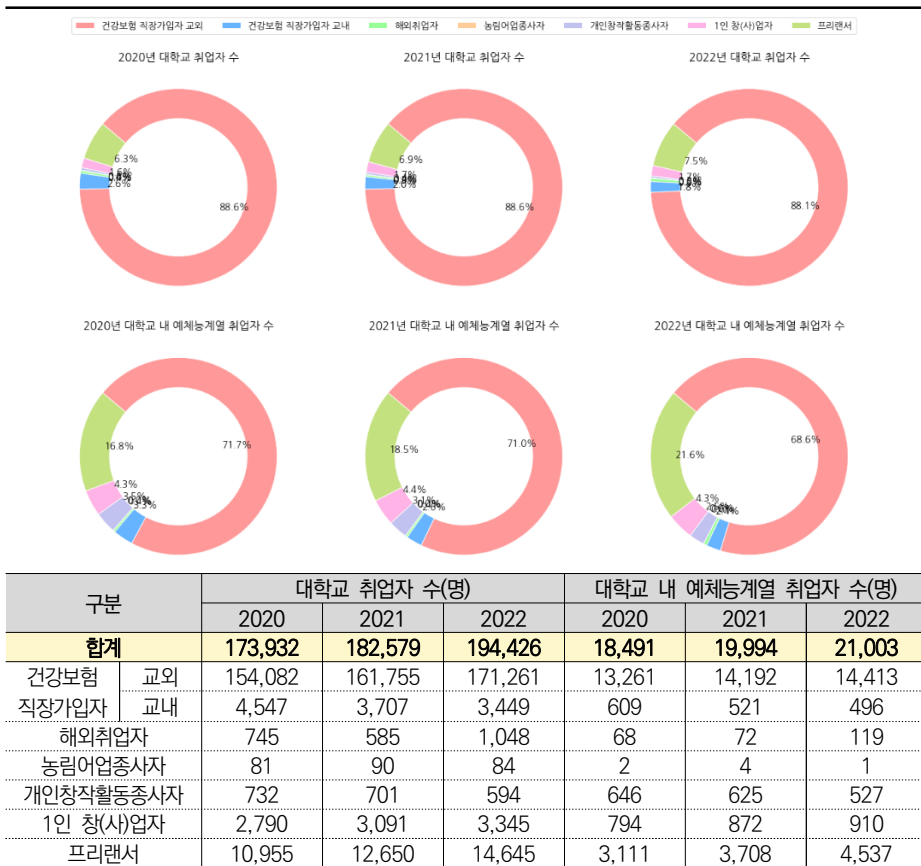 건강보험 직장가입자 교외 건강보험 직장가입자 교내 해외취업자 농림어업종사자 개인창작활동종사자 1인 창(사)업자 프리랜서
2020년 대학교 취업자 수 2021년 대학교 취업자 수 2022년 대학교 취업자 수
6.3% 1.6% 2.6% 88.6%
6.9% 1.7% 2.0% 88.6%
7.5% 1.7% 1.8% 88.1%
2020년 대학교 내 예체능계열 취업자 수 2021년 대학교 내 예체능계열 취업자 수 2022년 대학교 내 예체능계열 취업자 수
16.8% 71.7% 4.3% 3.5% 3.3%
18.5% 71.0% 4.4% 3.1%
21.6% 68.6% 4.3%
구분 대학교 취업자 수(명) 대학교 내 예체능계열 취업자 수(명)
2020 2021 2022 2020 2021 2022
합계 173,932 182,579 194,426 18,491 19,994 21,003
건강보험 교외 154,082 161,755 171,261 13,261 14,192 14,413
직장가입자 교내 4,547 3,707 3,449 609 521 496
해외취업자 745 585 1,048 68 72 119
농림어업종사자 81 90 84 2 4 1
개인창작활동종사자 732 701 594 646 625 527
1인 창(사)업자 2,790 3,091 3,345 794 872 910
프리랜서 10,955 12,650 14,645 3,111 3,708 4,537